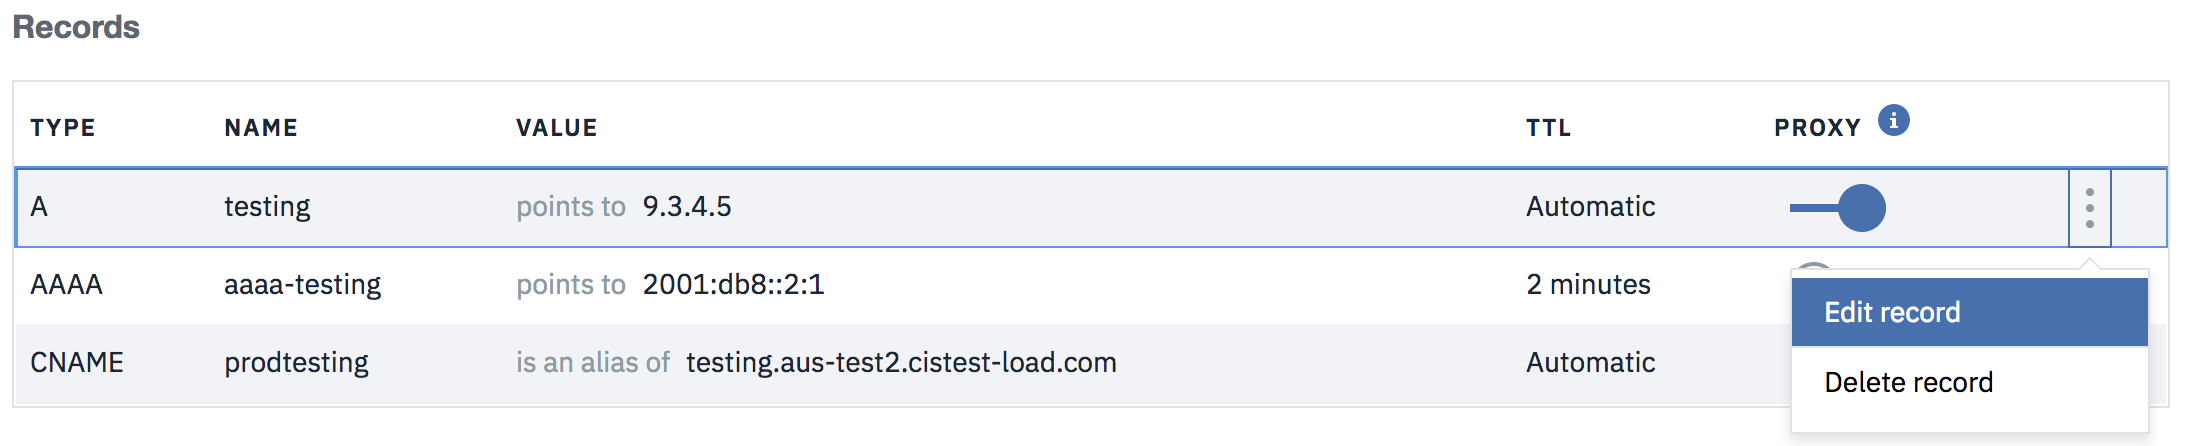 Records
TYPE NAME VALUE TTL PROXY i
A testing points to 9.3.4.5 Automatic
AAAA aaaa-testing points to 2001:db8::2:1 2 minutes
Edit record
CNAME prodtesting is an alias of testing.aus-test2.cistest-load.com Automatic
Delete record